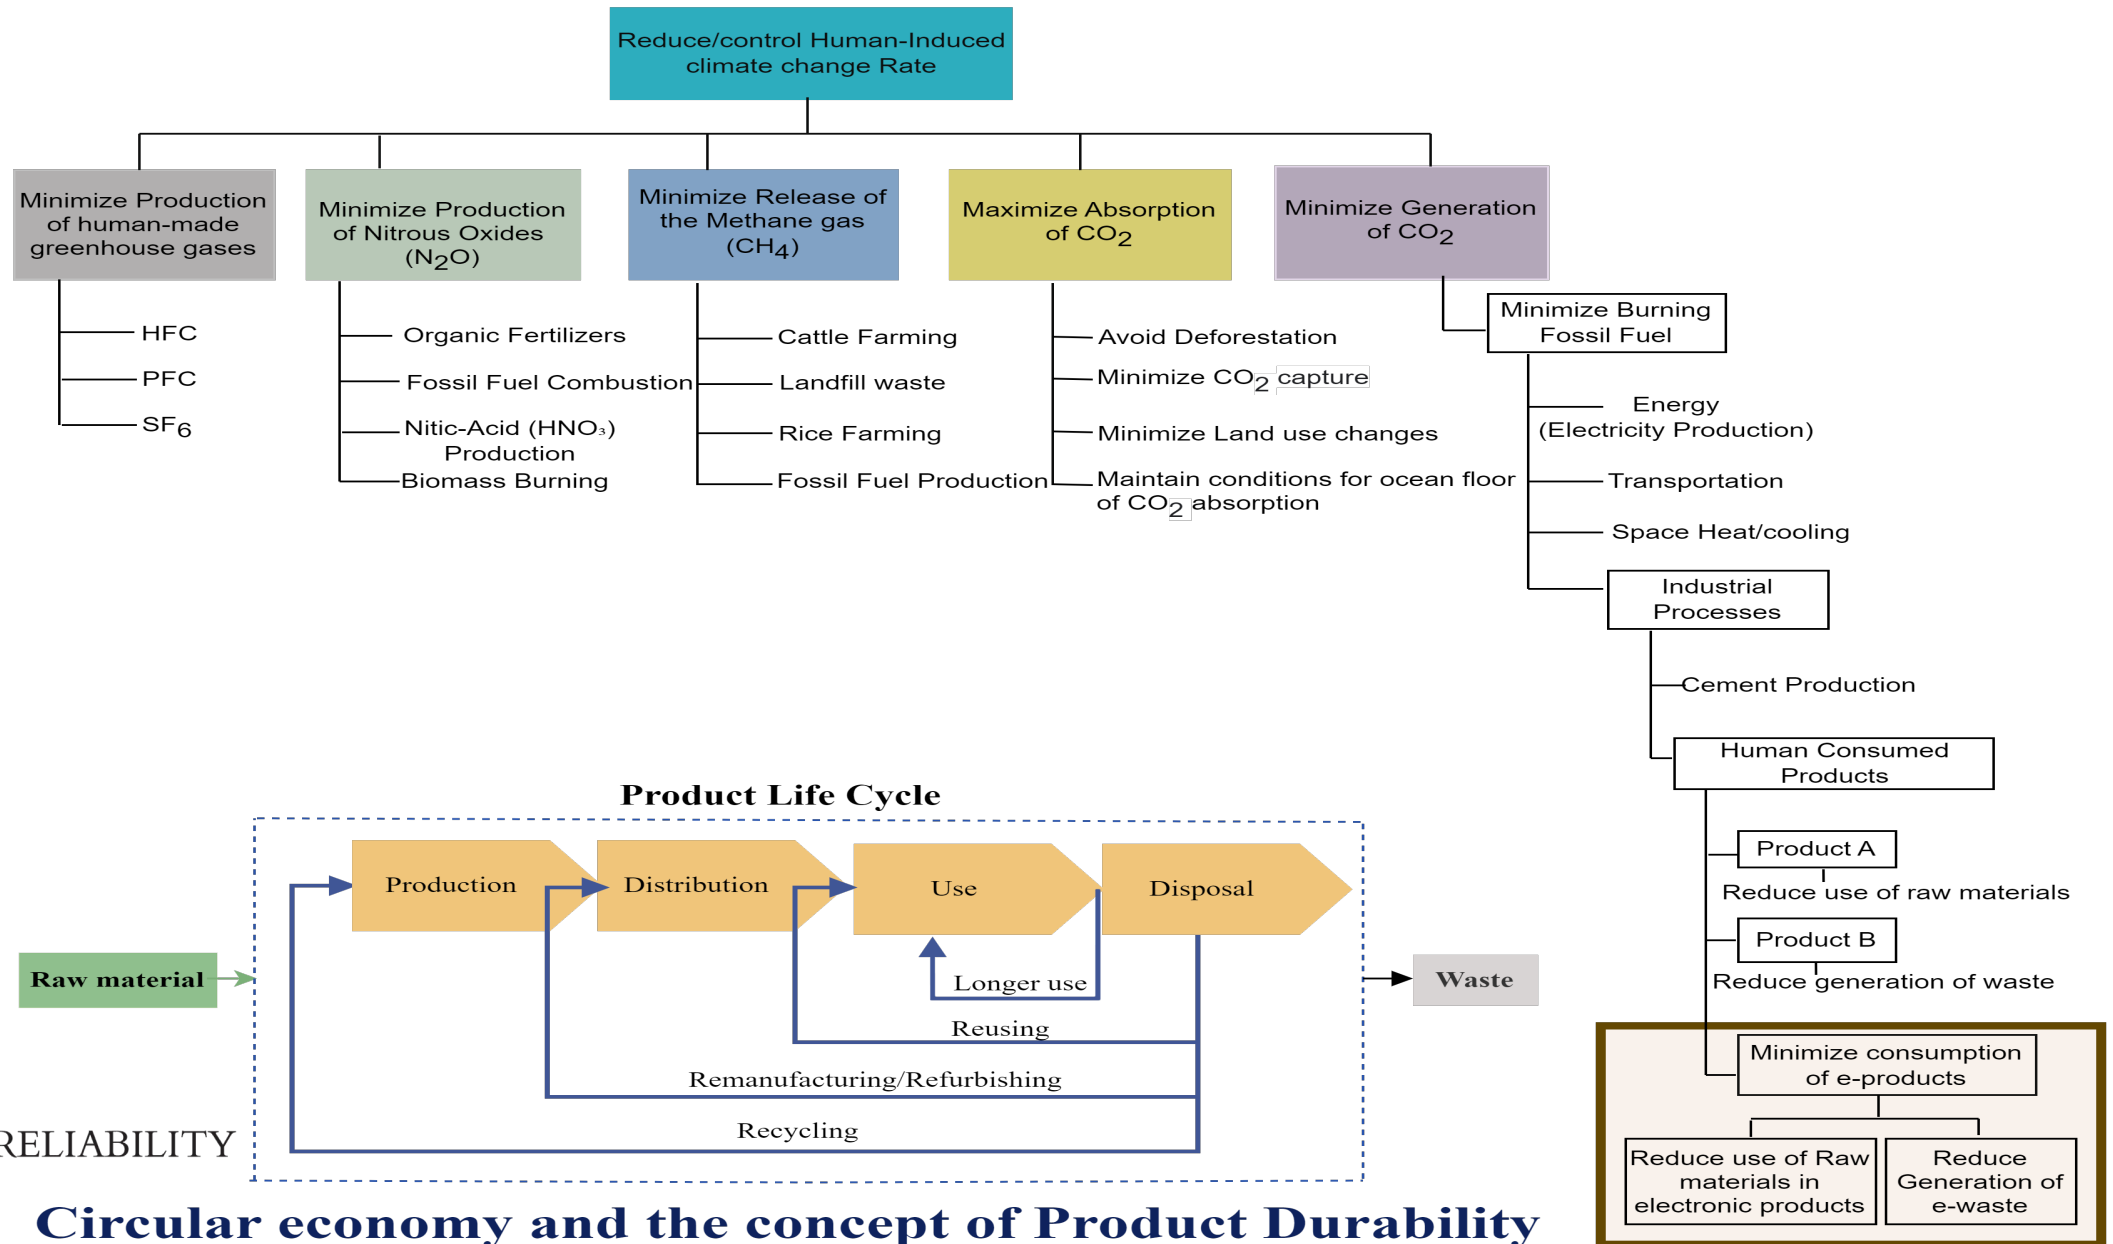 Reduce/control Human-Induced
climate change Rate
Minimize Production
of human-made
greenhouse gases
HFC
PFC
SF6
Minimize Production
of Nitrous Oxides
(N2O)
Organic Fertilizers
Fossil Fuel Combustion
Nitic-Acid (HNO₃)
Production
Biomass Burning
Minimize Release of
the Methane gas
(CH4)
Cattle Farming
Landfill waste
Rice Farming
Fossil Fuel Production
Maximize Absorption
of CO2
Avoid Deforestation
Minimize CO2 capture
Minimize Land use changes
Maintain conditions for ocean floor
of CO2 absorption
Minimize Generation
of CO2
Minimize Burning
Fossil Fuel
Energy
(Electricity Production)
Transportation
Space Heat/cooling
Industrial
Processes
Cement Production
Human Consumed
Products
Product A
Reduce use of raw materials
Product B
Reduce generation of waste
Minimize consumption
of e-products
Reduce use of Raw
materials in
electronic products
Reduce
Generation of
e-waste
Product Life Cycle
Production
Distribution
Use
Disposal
Raw material
Longer use
Waste
Reusing
Remanufacturing/Refurbishing
Recycling
RELIABILITY
Circular economy and the concept of Product Durability